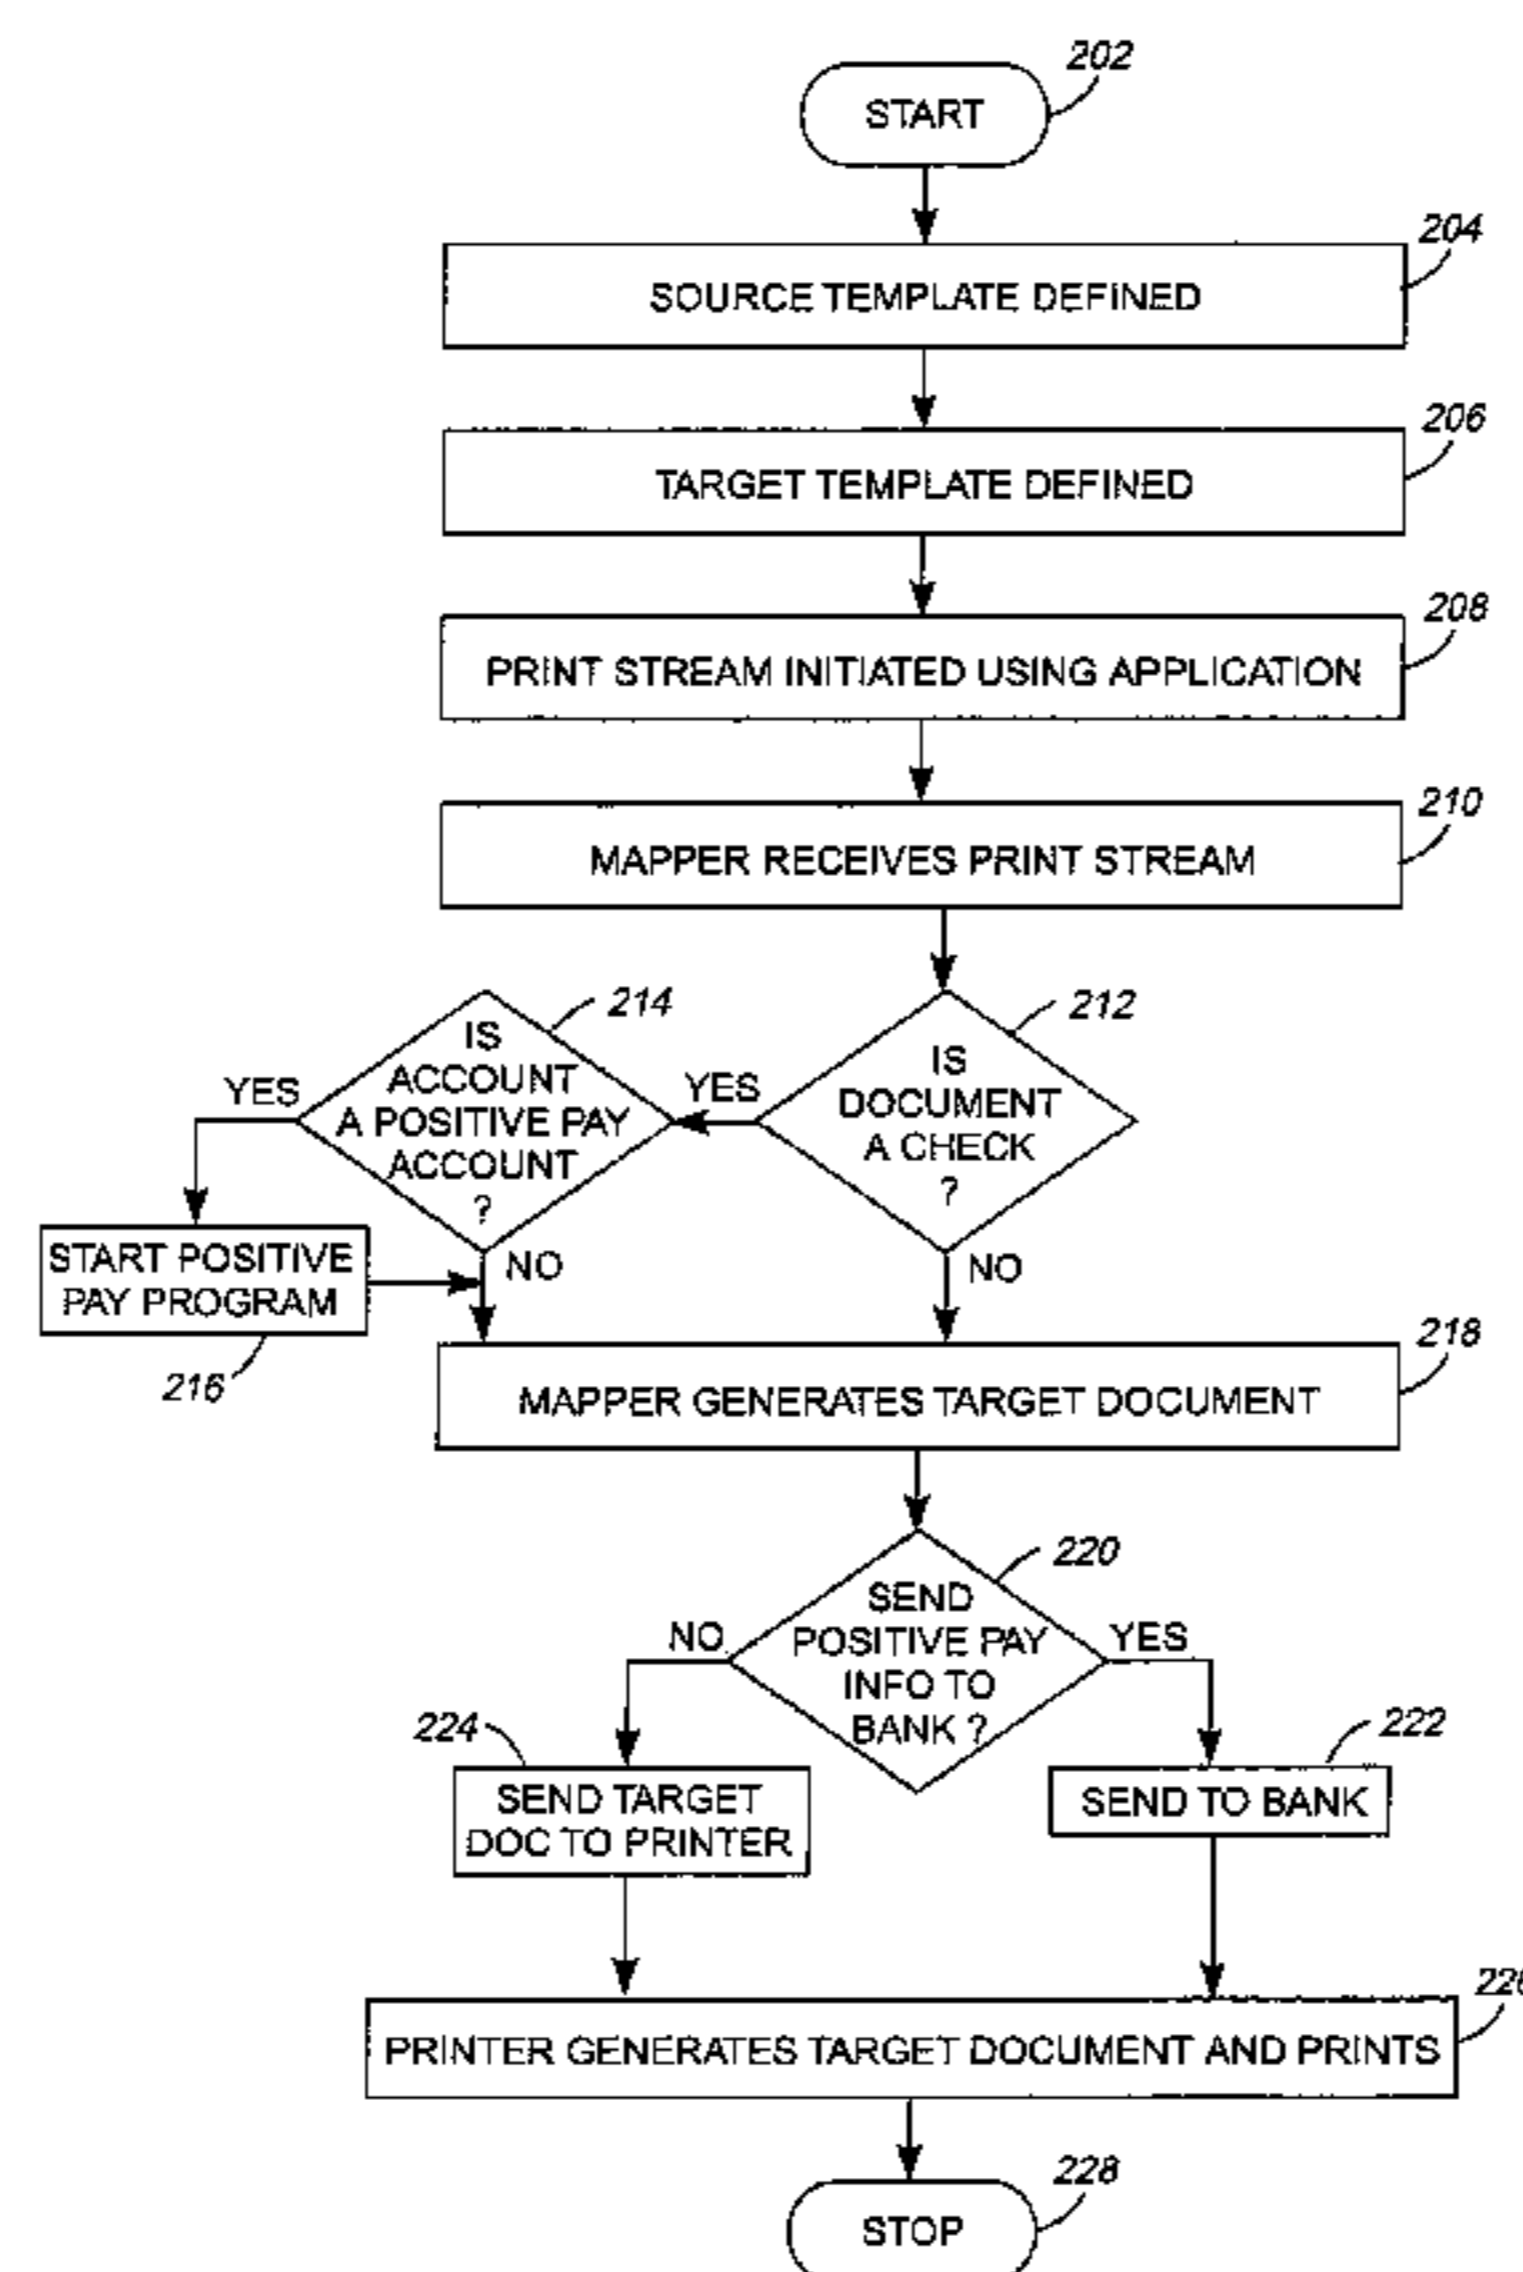 202
START
204
SOURCE TEMPLATE DEFINED
206
TARGET TEMPLATE DEFINED
208
PRINT STREAM INITIATED USING APPLICATION
210
MAPPER RECEIVES PRINT STREAM
214
IS
ACCOUNT
A POSITIVE PAY
ACCOUNT
?
YES
YES
212
IS
DOCUMENT
A CHECK
?
START POSITIVE
PAY PROGRAM
216
NO
NO
218
MAPPER GENERATES TARGET DOCUMENT
220
SEND
POSITIVE PAY
INFO TO
BANK ?
NO
YES
224
SEND TARGET
DOC TO PRINTER
222
SEND TO BANK
PRINTER GENERATES TARGET DOCUMENT AND PRINTS
228
STOP